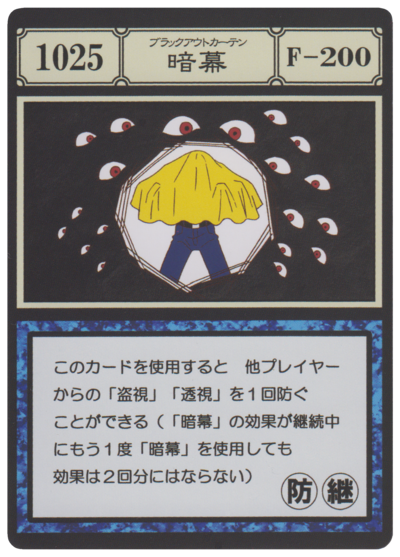 1025
ブラックアウトカーテン
暗幕
F-200
このカードを使用すると　他プレイヤー
からの「盗視」「透視」を１回防ぐ
ことができる（「暗幕」の効果が継続中
にもう１度「暗幕」を使用しても
効果は２回分にはならない）
防 継